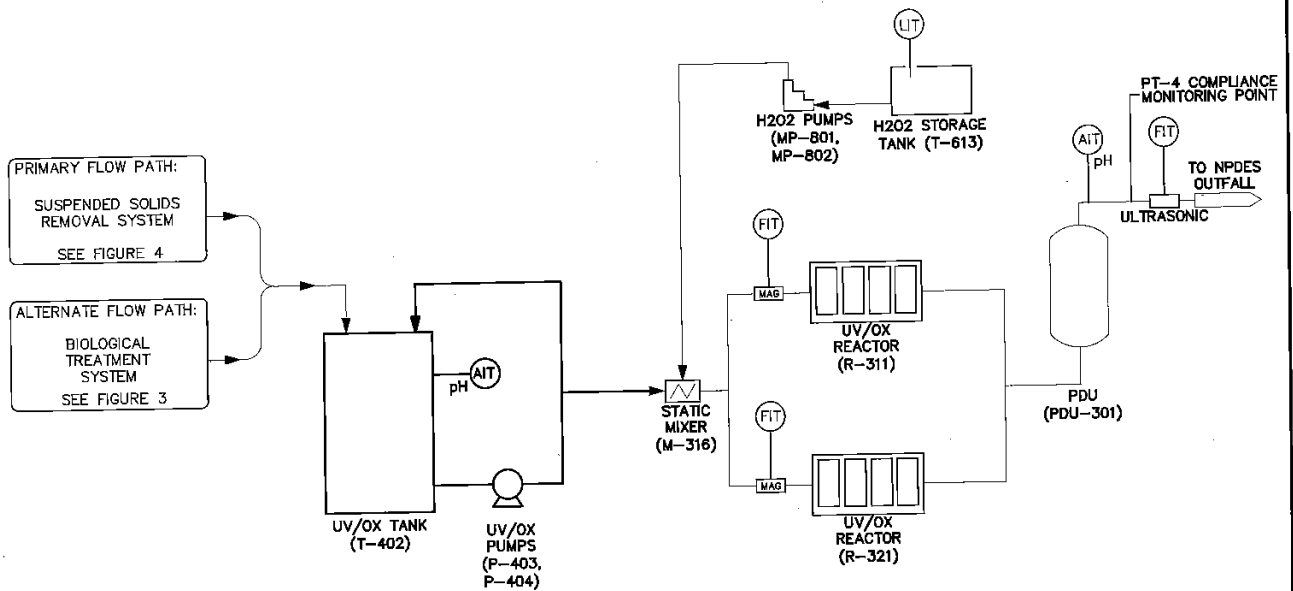 LIT
PT-4 COMPLIANCE
MONITORING POINT
H2O2 PUMPS
(MP-801,
MP-802)
H2O2 STORAGE
TANK (T-613)
AIT
pH
FIT
TO NPDES
OUTFALL
ULTRASONIC
PRIMARY FLOW PATH:
SUSPENDED SOLIDS
REMOVAL SYSTEM
SEE FIGURE 4
ALTERNATE FLOW PATH:
BIOLOGICAL
TREATMENT
SYSTEM
SEE FIGURE 3
FIT
MAG
UV/OX
REACTOR
(R-311)
AIT
pH
STATIC
MIXER
(M-316)
PDU
(PDU-301)
FIT
MAG
UV/OX
REACTOR
(R-321)
UV/OX TANK
(T-402)
UV/OX
PUMPS
(P-403,
P-404)